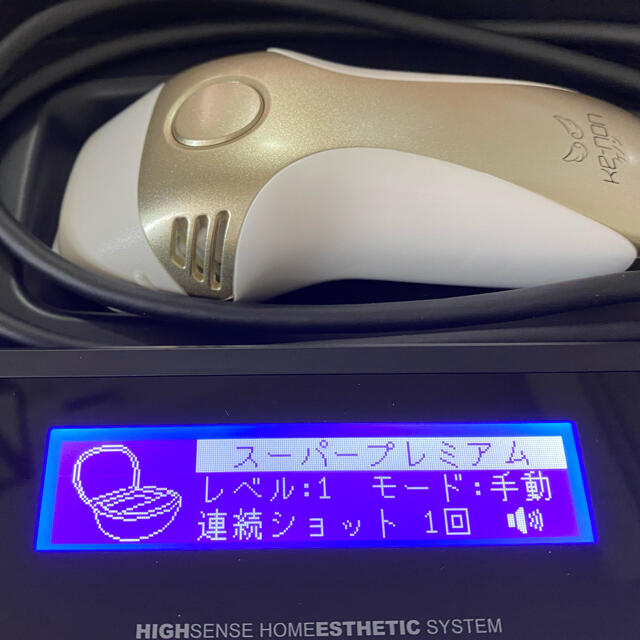 ke-non
スーパープレミアム
レベル:1 モード:手動
連続ショット 1回
HIGHSENSE HOMEESTHETIC SYSTEM